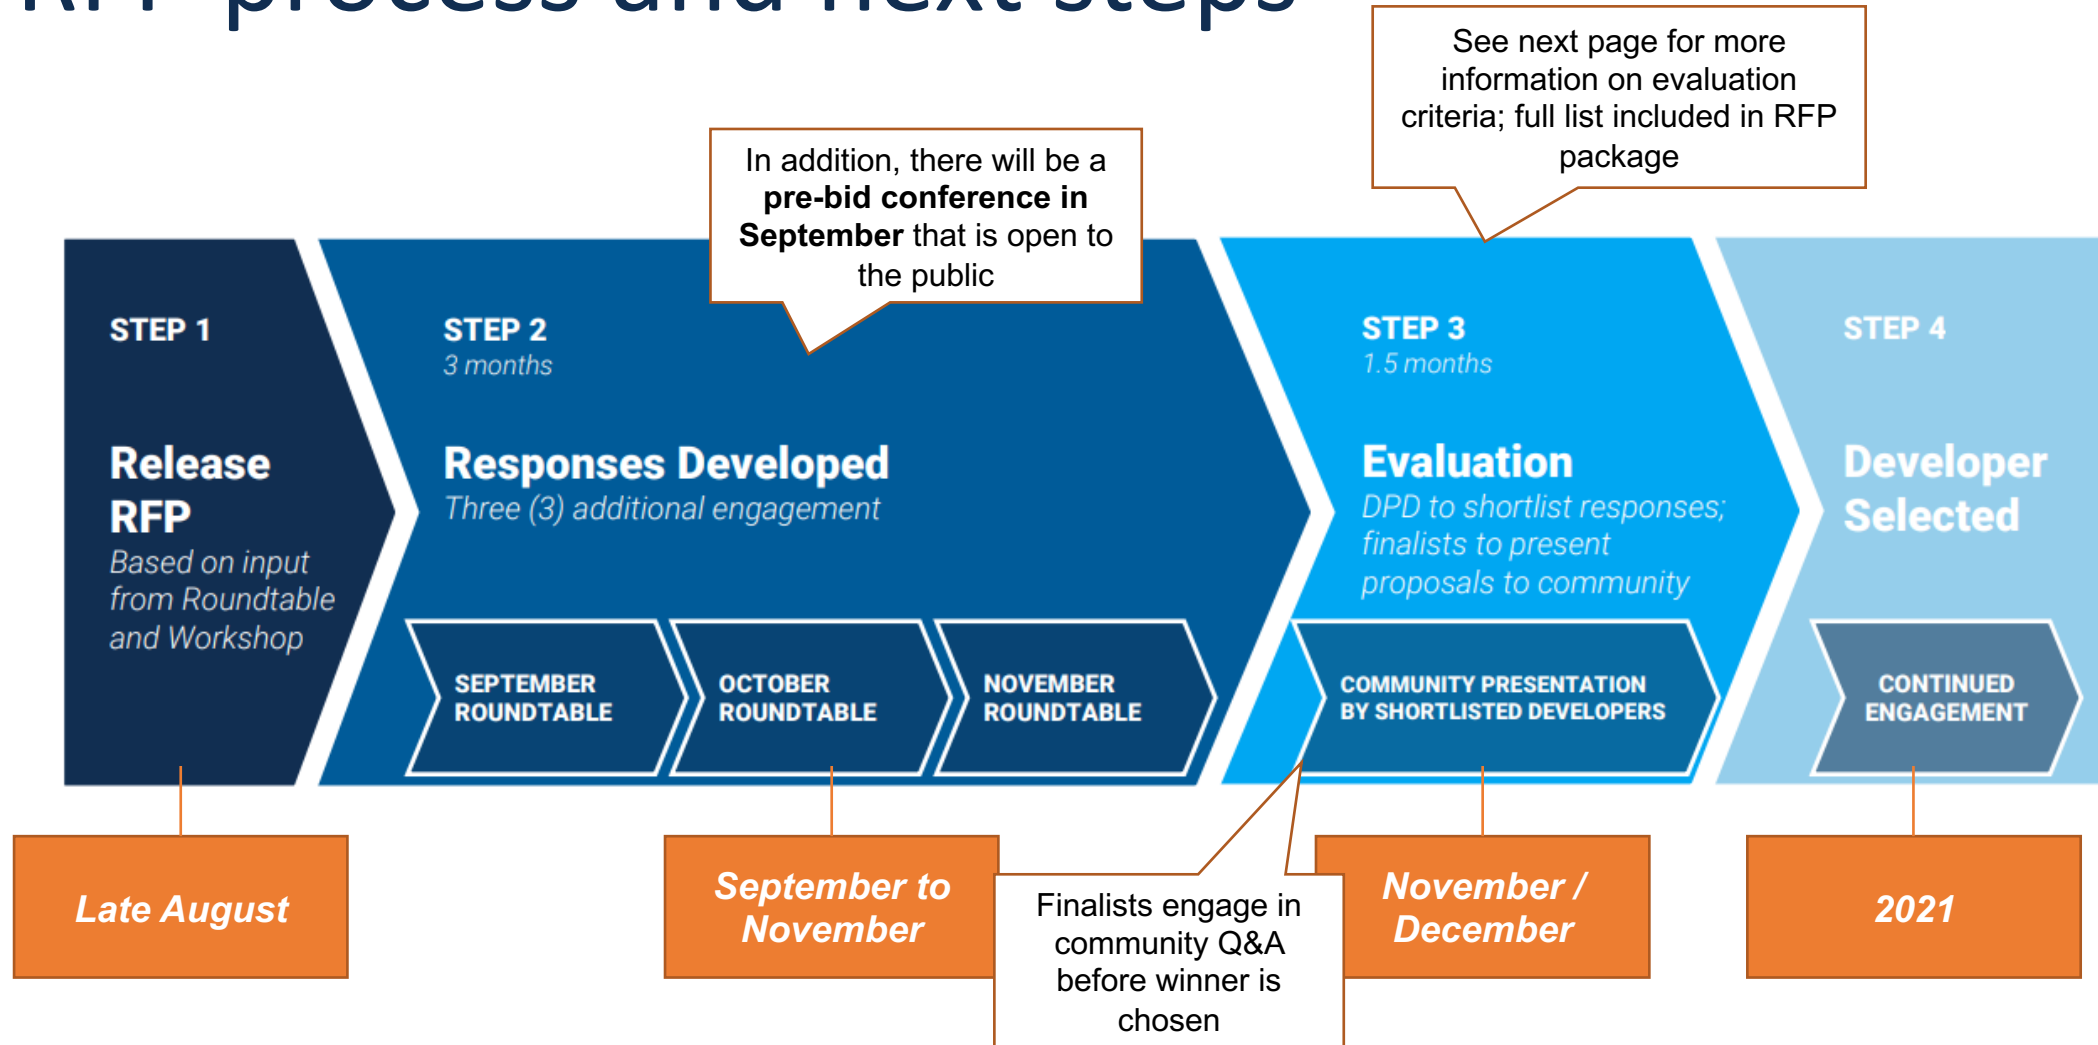 RFP process and next steps
See next page for more
information on evaluation
criteria; full list included in RFP
package
In addition, there will be a
pre-bid conference in
September that is open to
the public
STEP 1
Release
RFP
Based on input
from Roundtable
and Workshop
STEP 2
3 months
Responses Developed
Three (3) additional engagement
SEPTEMBER
ROUNDTABLE
OCTOBER
ROUNDTABLE
NOVEMBER
ROUNDTABLE
STEP 3
1.5 months
Evaluation
DPD to shortlist responses;
finalists to present
proposals to community
COMMUNITY PRESENTATION
BY SHORTLISTED DEVELOPERS
STEP 4
Developer
Selected
CONTINUED
ENGAGEMENT
Late August
September to
November
Finalists engage in
community Q&A
before winner is
chosen
November /
December
2021